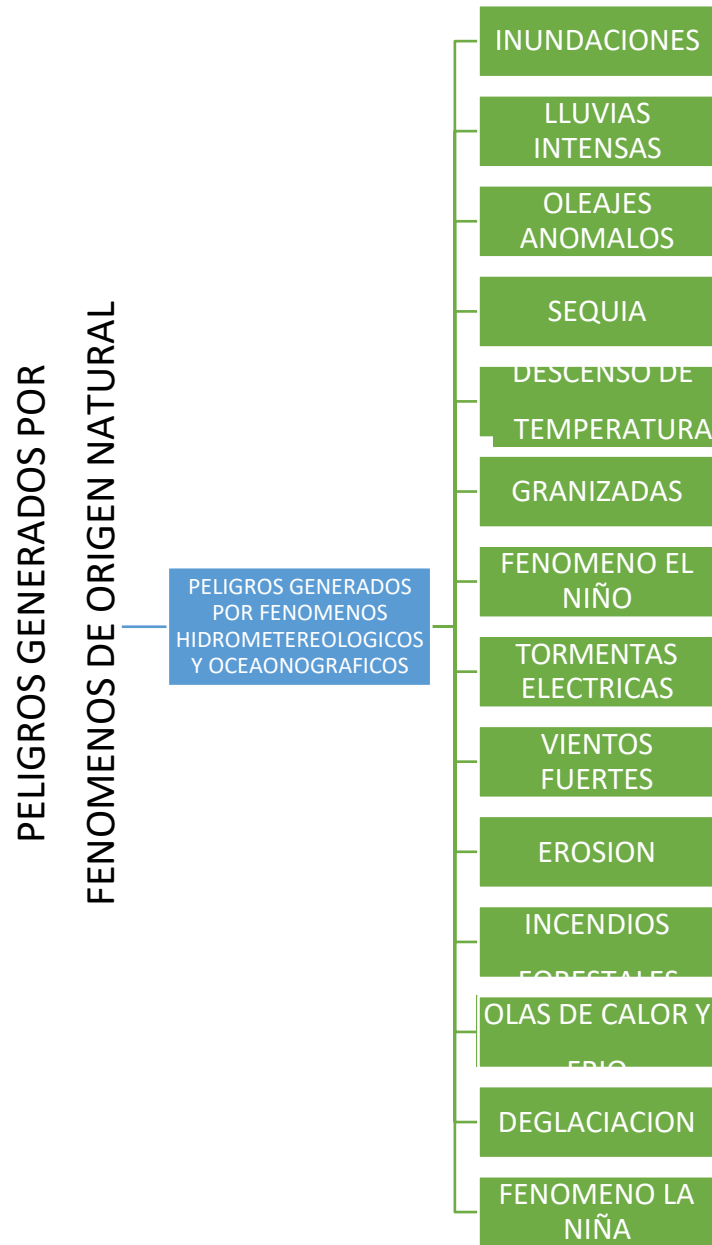 PELIGROS GENERADOS POR
FENOMENOS DE ORIGEN NATURAL
PELIGROS GENERADOS
POR FENOMENOS
HIDROMETEREOLOGICOS
Y OCEAONOGRAFICOS
INUNDACIONES
LLUVIAS
INTENSAS
OLEAJES
ANOMALOS
SEQUIA
DESCENSO DE
TEMPERATURA
GRANIZADAS
FENOMENO EL
NIÑO
TORMENTAS
ELECTRICAS
VIENTOS
FUERTES
EROSION
INCENDIOS
FORESTALES
OLAS DE CALOR Y
FRIO
DEGLACIACION
FENOMENO LA
NIÑA